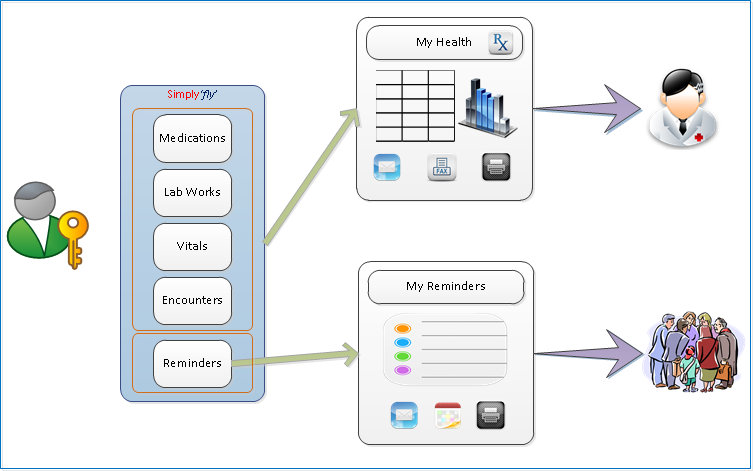 Simply'fly'
Medications
Lab Works
Vitals
Encounters
Reminders
My Health
RX
FAX
My Reminders